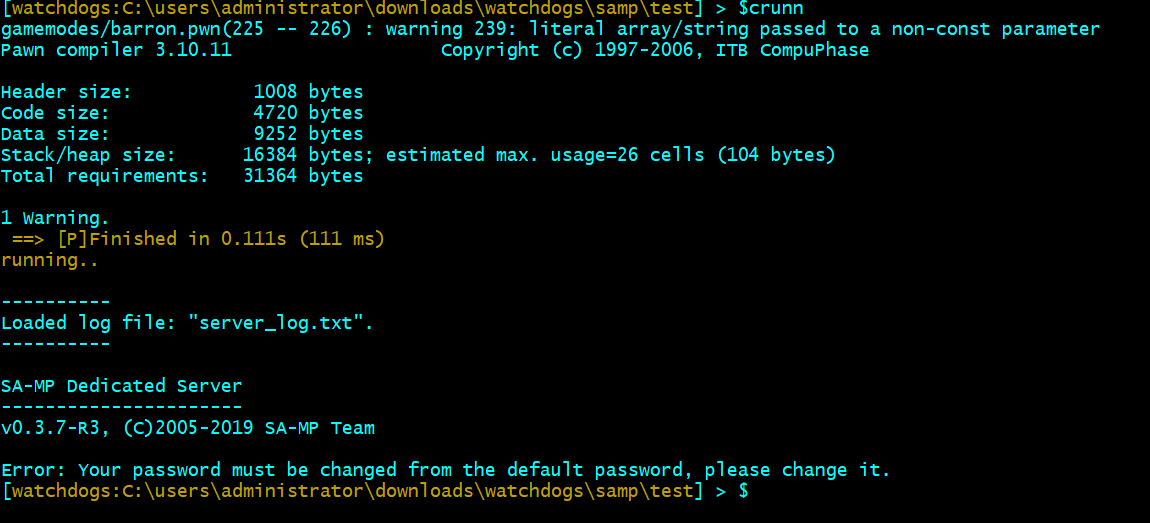 [watchdogs:C:\users\administrator\downloads\watchdogs\samp\test] > $crunn
gamemodes/barron.pwn(225 -- 226) : warning 239: literal array/string passed to a non-const parameter
Pawn compiler 3.10.11                   Copyright (c) 1997-2006, ITB CompuPhase
Header size:           1008 bytes
Code size:             4720 bytes
Data size:             9252 bytes
Stack/heap size:      16384 bytes; estimated max. usage=26 cells (104 bytes)
Total requirements:   31364 bytes
1 Warning.
 ==> [P]Finished in 0.111s (111 ms)
running..
----------
Loaded log file: "server_log.txt".
----------
SA-MP Dedicated Server
----------------------
v0.3.7-R3, (C)2005-2019 SA-MP Team
Error: Your password must be changed from the default password, please change it.
[watchdogs:C:\users\administrator\downloads\watchdogs\samp\test] > $